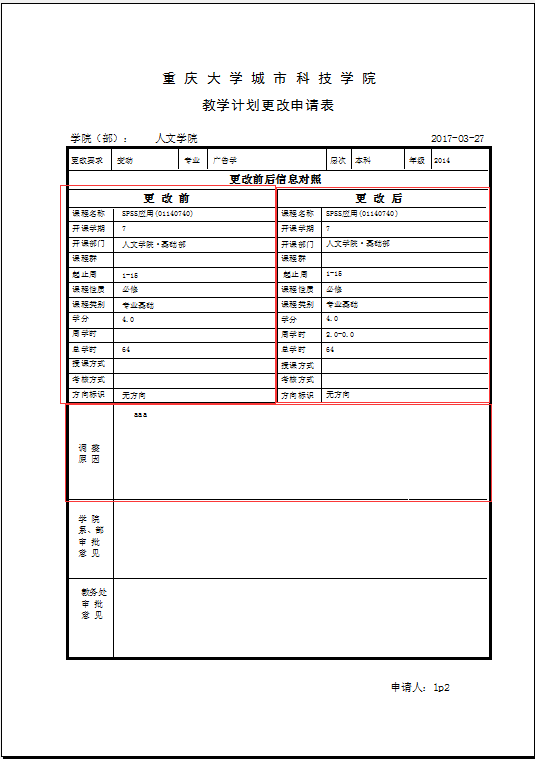 重庆大学城市科技学院
教学计划更改申请表
学院（部）： 人文学院 2017-03-27
更改要求 变动 专业 广告学 层次 本科 年级 2014
更改前后信息对照
更 改 前 更 改 后
课程名称 SPSS应用(01140740) 课程名称 SPSS应用(01140740)
开课学期 7 开课学期 7
开课部门 人文学院·基础部 开课部门 人文学院·基础部
课程群 课程群
起止周 1-15 起止周 1-15
课程性质 必修 课程性质 必修
课程类别 专业基础 课程类别 专业基础
学分 4.0 学分 4.0
周学时 周学时 2.0-0.0
总学时 64 总学时 64
授课方式 授课方式
考核方式 考核方式
方向标识 无方向 方向标识 无方向
aaa
调 整
原 因
学 院
系、部
审 批
意 见
教务处
审 批
意 见
申请人：lp2